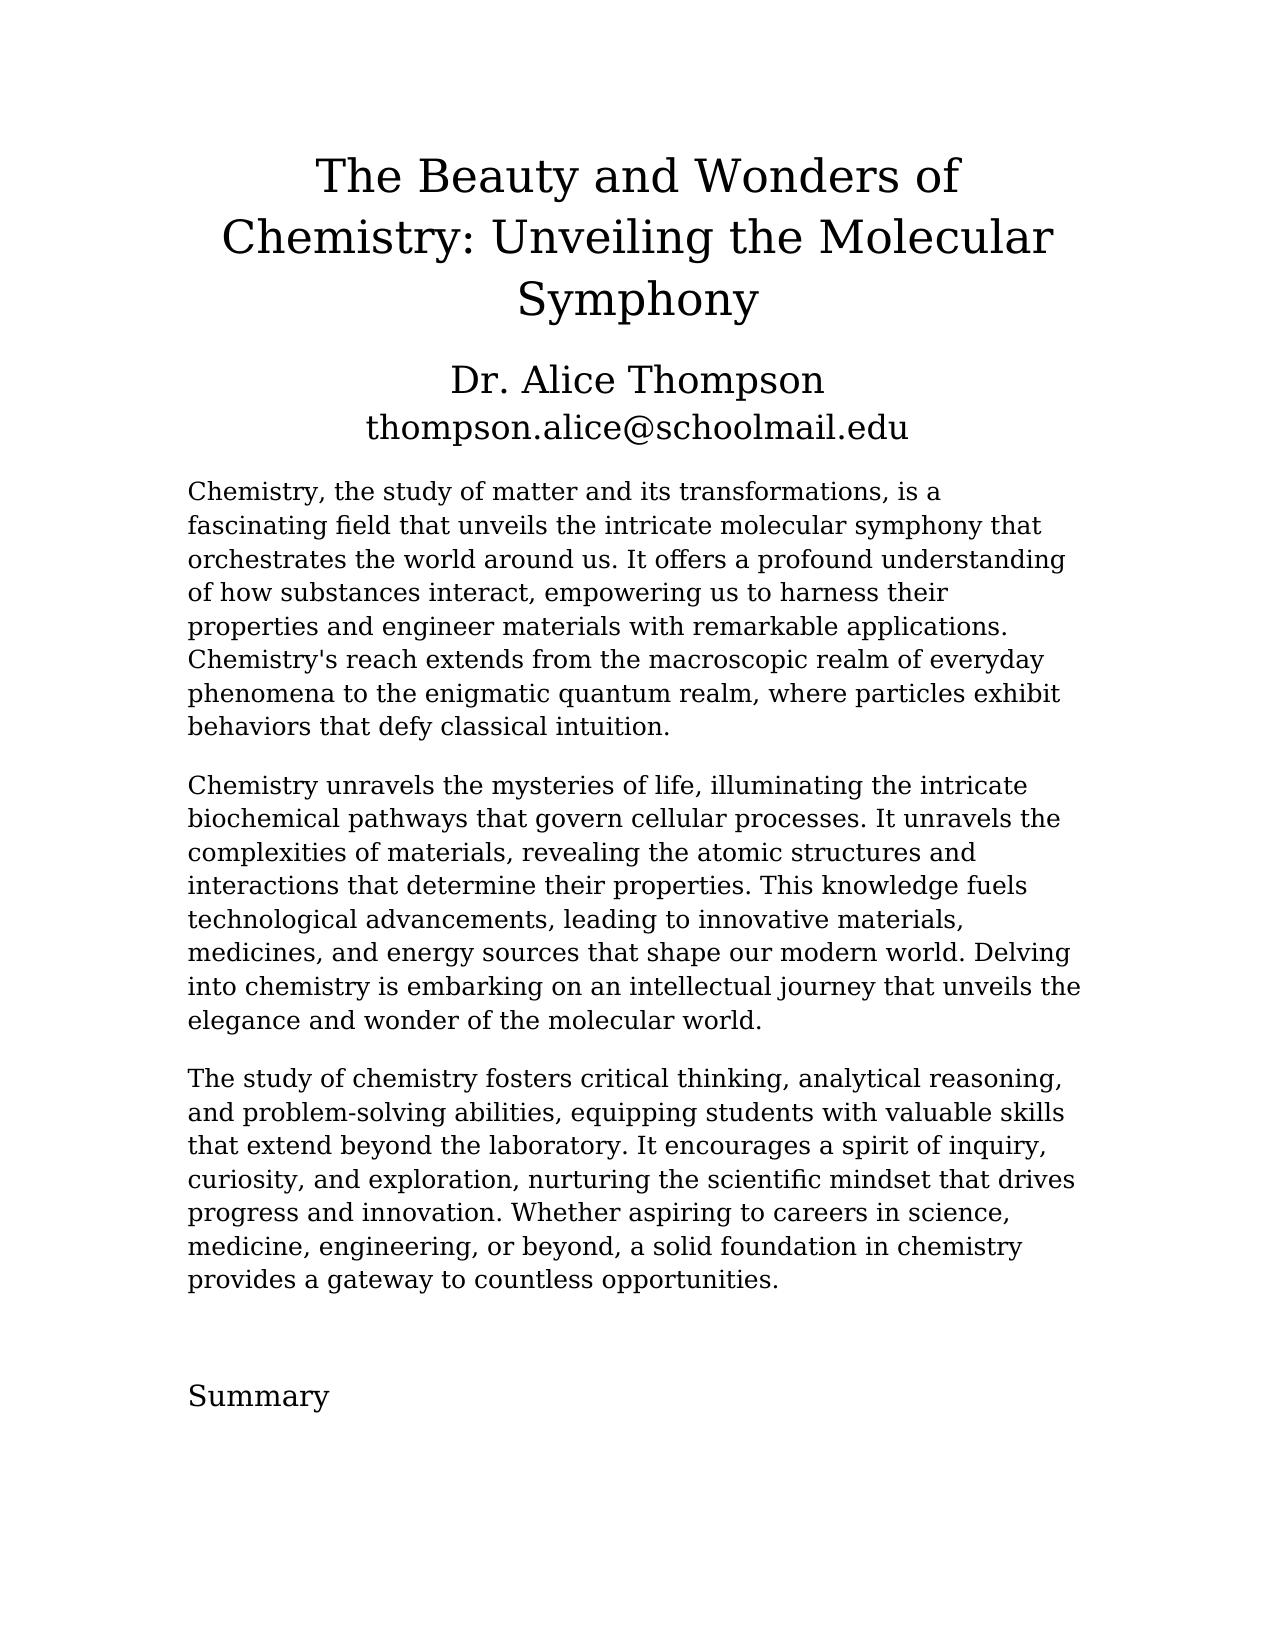 The Beauty and Wonders of
Chemistry: Unveiling the Molecular
Symphony
Dr. Alice Thompson
thompson.alice@schoolmail.edu
Chemistry, the study of matter and its transformations, is a
fascinating field that unveils the intricate molecular symphony that
orchestrates the world around us. It offers a profound understanding
of how substances interact, empowering us to harness their
properties and engineer materials with remarkable applications.
Chemistry's reach extends from the macroscopic realm of everyday
phenomena to the enigmatic quantum realm, where particles exhibit
behaviors that defy classical intuition.
Chemistry unravels the mysteries of life, illuminating the intricate
biochemical pathways that govern cellular processes. It unravels the
complexities of materials, revealing the atomic structures and
interactions that determine their properties. This knowledge fuels
technological advancements, leading to innovative materials,
medicines, and energy sources that shape our modern world. Delving
into chemistry is embarking on an intellectual journey that unveils the
elegance and wonder of the molecular world.
The study of chemistry fosters critical thinking, analytical reasoning,
and problem-solving abilities, equipping students with valuable skills
that extend beyond the laboratory. It encourages a spirit of inquiry,
curiosity, and exploration, nurturing the scientific mindset that drives
progress and innovation. Whether aspiring to careers in science,
medicine, engineering, or beyond, a solid foundation in chemistry
provides a gateway to countless opportunities.
Summary